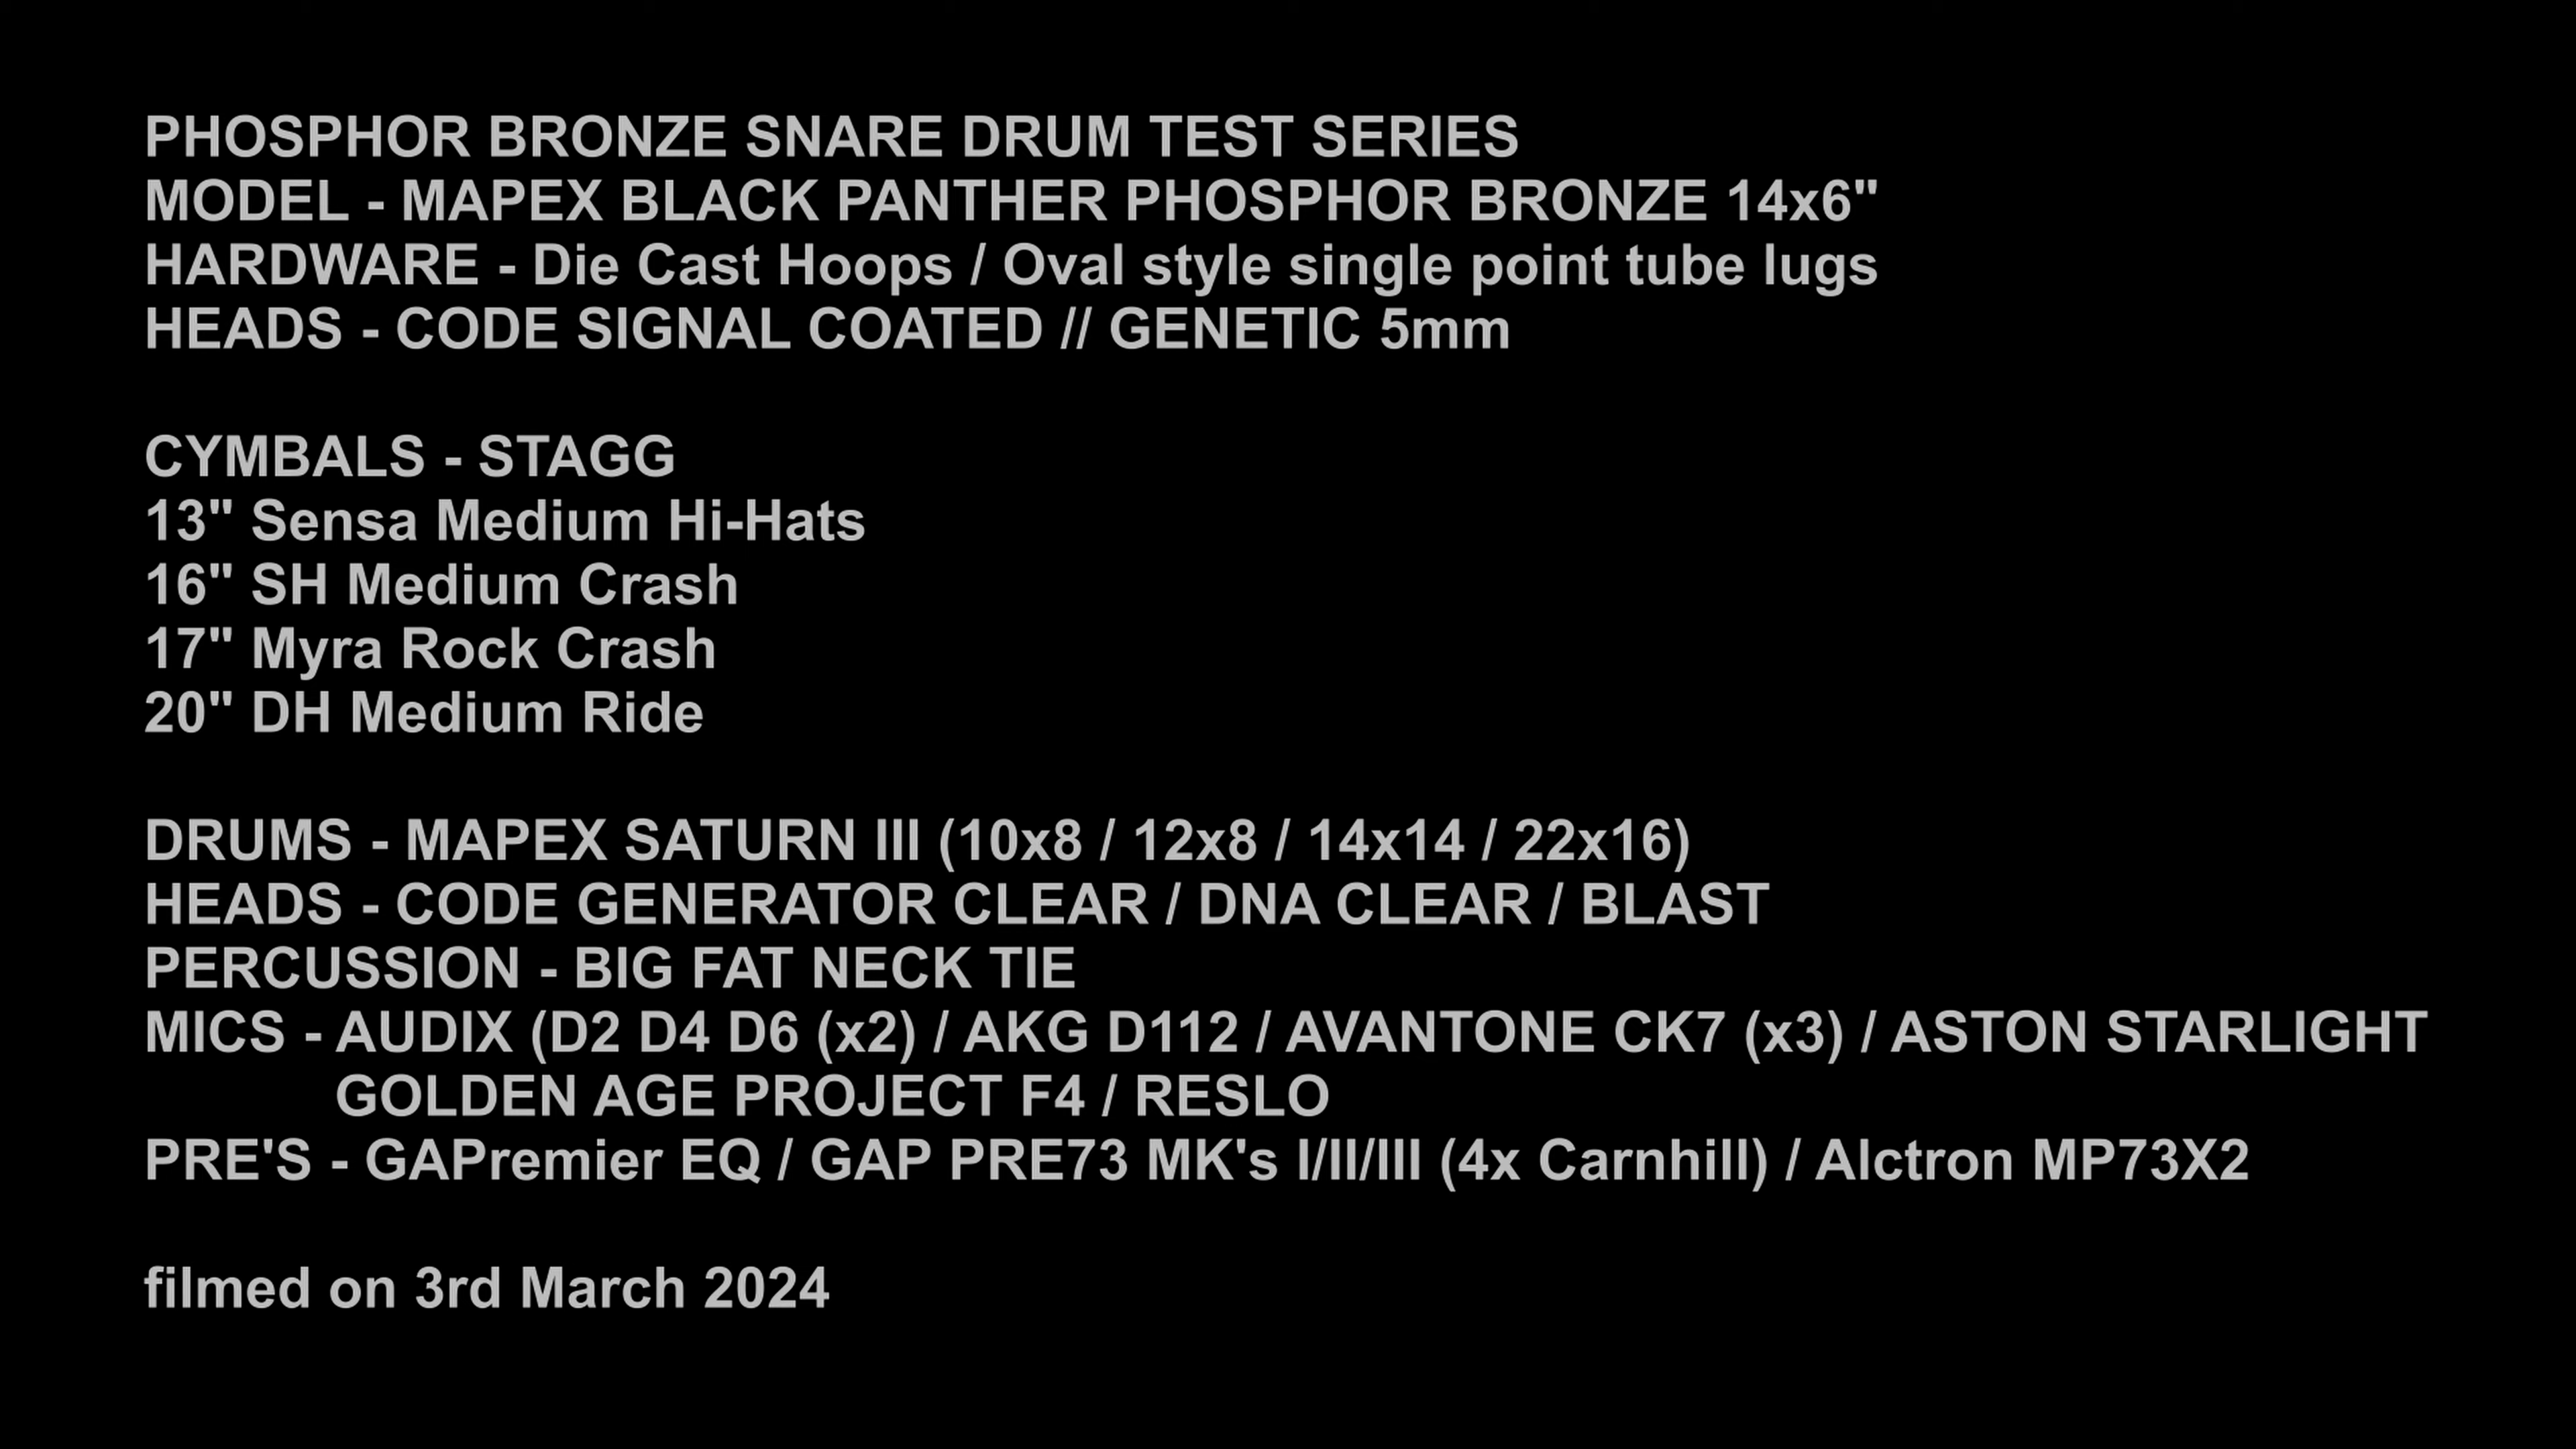 PHOSPHOR BRONZE SNARE DRUM TEST SERIES
MODEL - MAPEX BLACK PANTHER PHOSPHOR BRONZE 14x6"
HARDWARE - Die Cast Hoops / Oval style single point tube lugs
HEADS - CODE SIGNAL COATED // GENETIC 5mm
CYMBALS - STAGG
13" Sensa Medium Hi-Hats
16" SH Medium Crash
17" Myra Rock Crash
20" DH Medium Ride
DRUMS - MAPEX SATURN III (10x8 / 12x8 / 14x14 / 22x16)
HEADS - CODE GENERATOR CLEAR / DNA CLEAR / BLAST
PERCUSSION - BIG FAT NECK TIE
MICS - AUDIX (D2 D4 D6 (x2) / AKG D112 / AVANTONE CK7 (x3) / ASTON STARLIGHT
GOLDEN AGE PROJECT F4 / RESLO
PRE'S - GAPremier EQ / GAP PRE73 MK's I/II/III (4x Carnhill) / Alctron MP73X2
filmed on 3rd March 2024